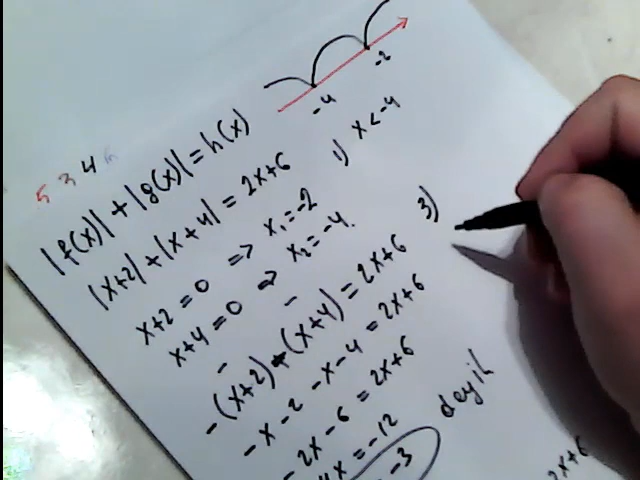 5 3 4
|f(x)| + |g(x)| = h(x)
-4 -2
|x+2| + |x+4| = 2x+6
1) x < -4
x+2 = 0 => x₁ = -2
x+4 = 0 => x₂ = -4.
3)
- -
-(x+2) - (x+4) = 2x+6
-x-2 -x-4 = 2x+6
-2x-6 = 2x+6
4x = -12
-3
deyil
2x+6